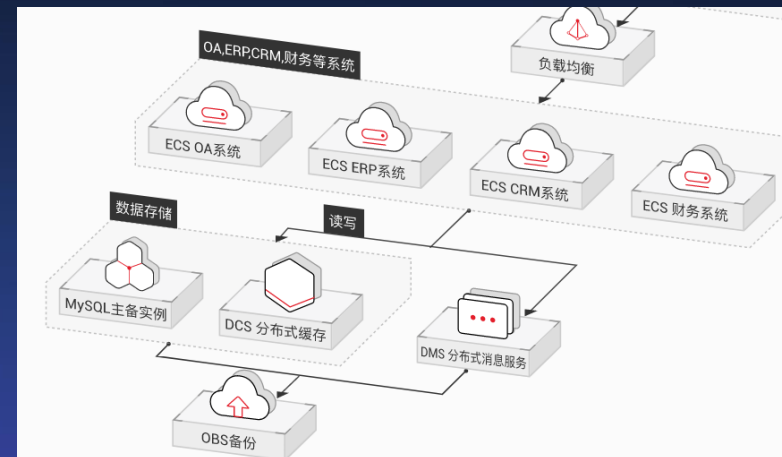 OA,ERP,CRM,财务等系统
负载均衡
ECS OA系统
ECS ERP系统
ECS CRM系统
ECS 财务系统
数据存储
读写
MySQL主备实例
DCS 分布式缓存
DMS 分布式消息服务
OBS备份